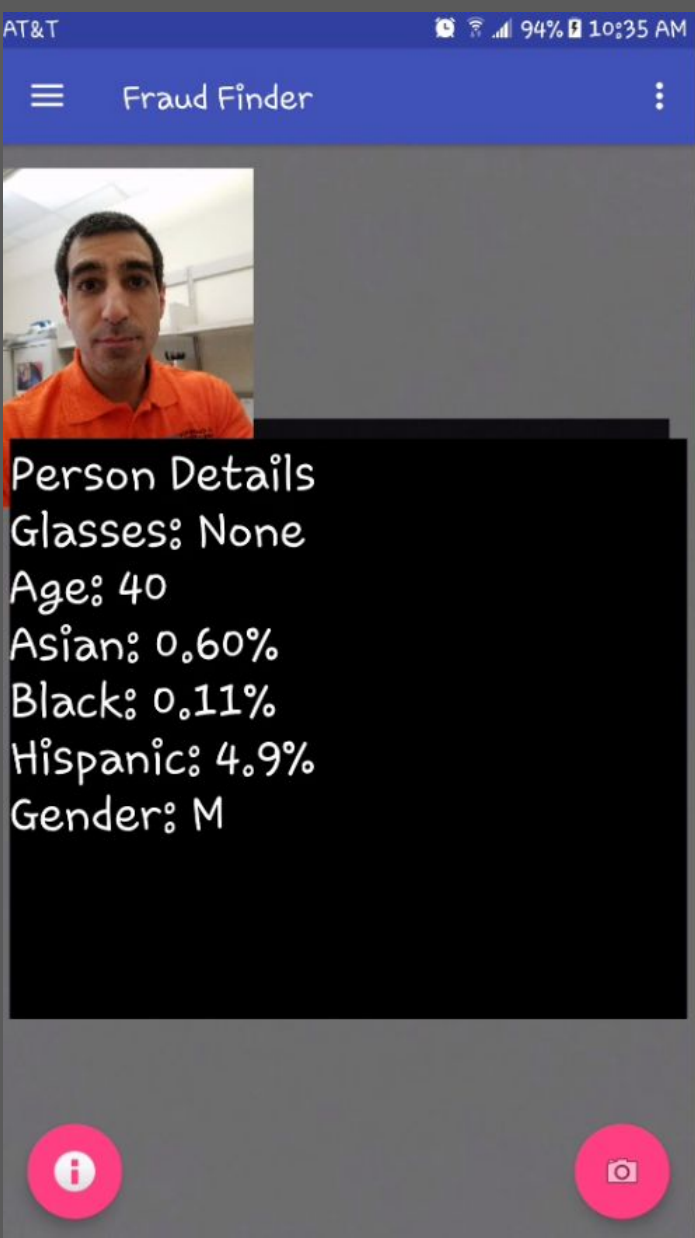 AT&T 94% 10:35 AM
Fraud Finder
Person Details
Glasses: None
Age: 40
Asian: 0.60%
Black: 0.11%
Hispanic: 4.9%
Gender: M